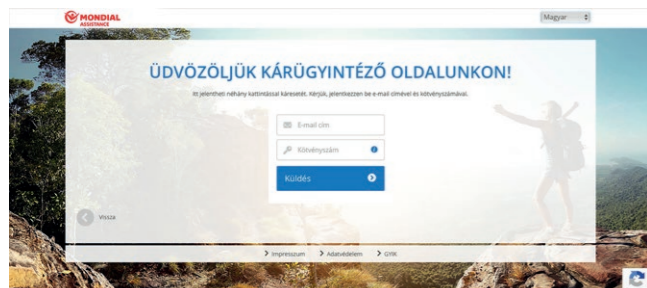 MONDIAL
ASSISTANCE
Magyar
ÜDVÖZÖLJÜK KÁRÜGYINTÉZŐ OLDALUNKON!
Itt jelentheti néhány kattintással káresetét. Kérjük, jelentkezzen be e-mail címével és kötvényszámával.
E-mail cím
Kötvényszám
Küldés
Vissza
Impresszum Adatvédelem GYIK